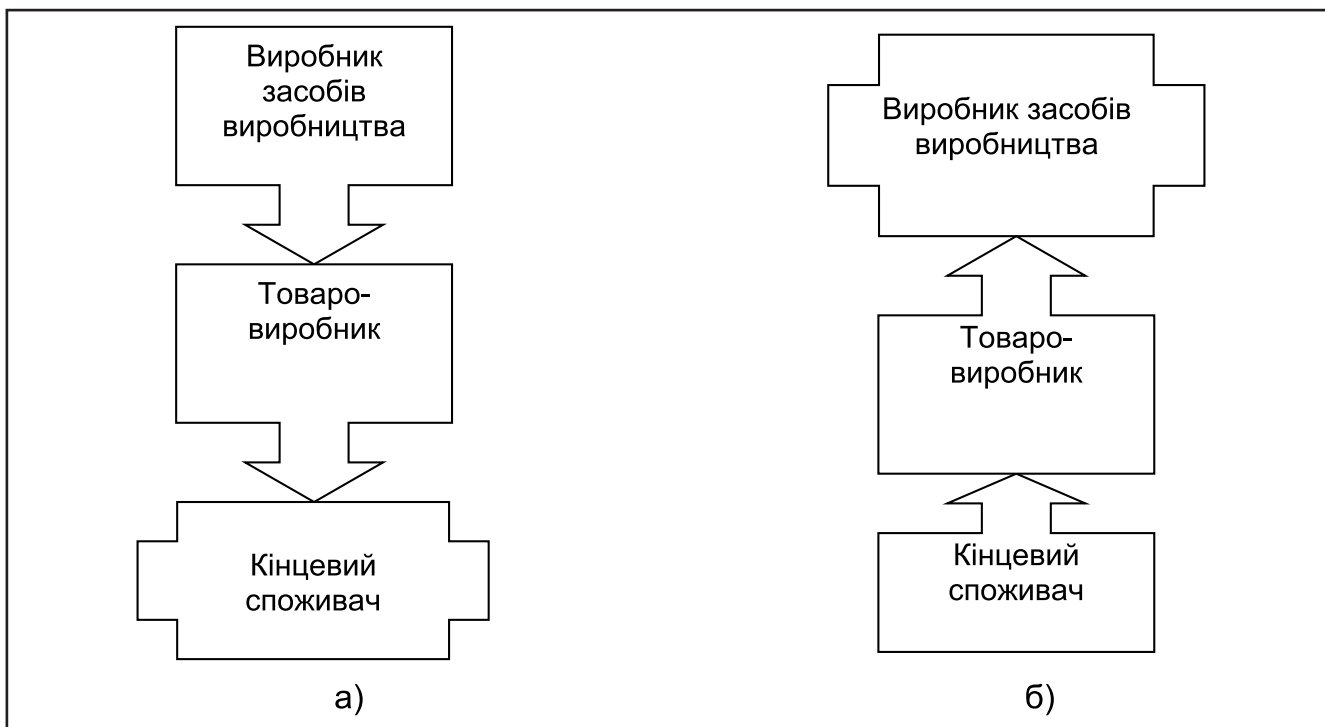 Виробник
засобів
виробництва
Товаро-
виробник
Кінцевий
споживач
а)
Виробник засобів
виробництва
Товаро-
виробник
Кінцевий
споживач
б)